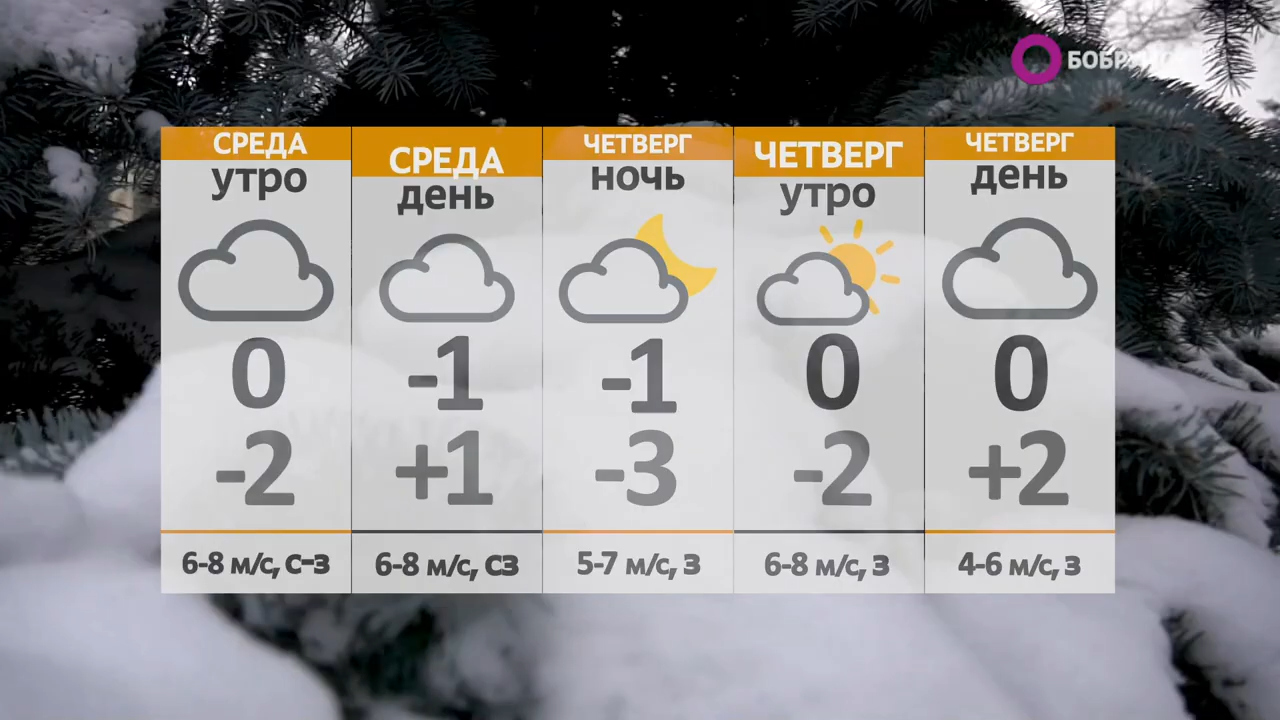 СРЕДА
утро
0
-2
6-8 м/с, с-з
СРЕДА
день
-1
+1
6-8 м/с, сз
ЧЕТВЕРГ
ночь
-1
-3
5-7 м/с, з
ЧЕТВЕРГ
утро
0
-2
6-8 м/с, з
ЧЕТВЕРГ
день
0
+2
4-6 м/с, з